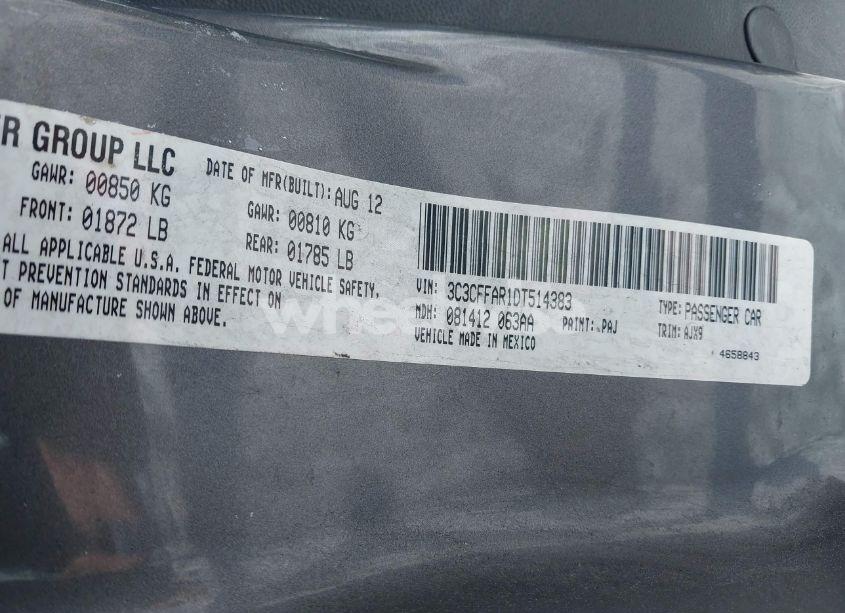 GROUP LLC
DATE OF MFR(BUILT): AUG 12
GAWR: 00850 KG
GAWR: 00810 KG
FRONT: 01872 LB
REAR: 01785 LB
ALL APPLICABLE U.S.A. FEDERAL MOTOR VEHICLE SAFETY,
PREVENTION STANDARDS IN EFFECT ON
OF MANUFACTURE SHOWN ABOVE.
VIN: 3C3CFFAR1DT514383
TYPE: PASSENGER CAR
MDH: 081412 063AA
PAINT: PAJ
TRIM: AJX9
VEHICLE MADE IN MEXICO
4658843